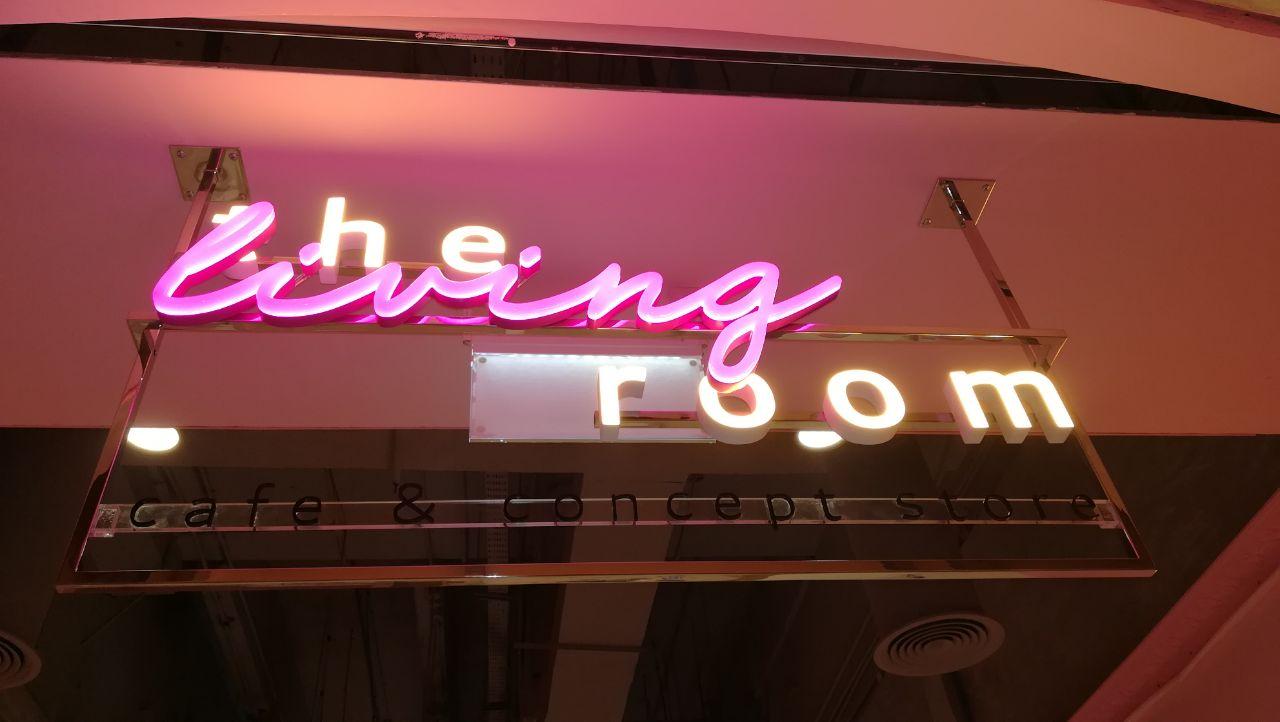 the
living
room
cafe & concept store